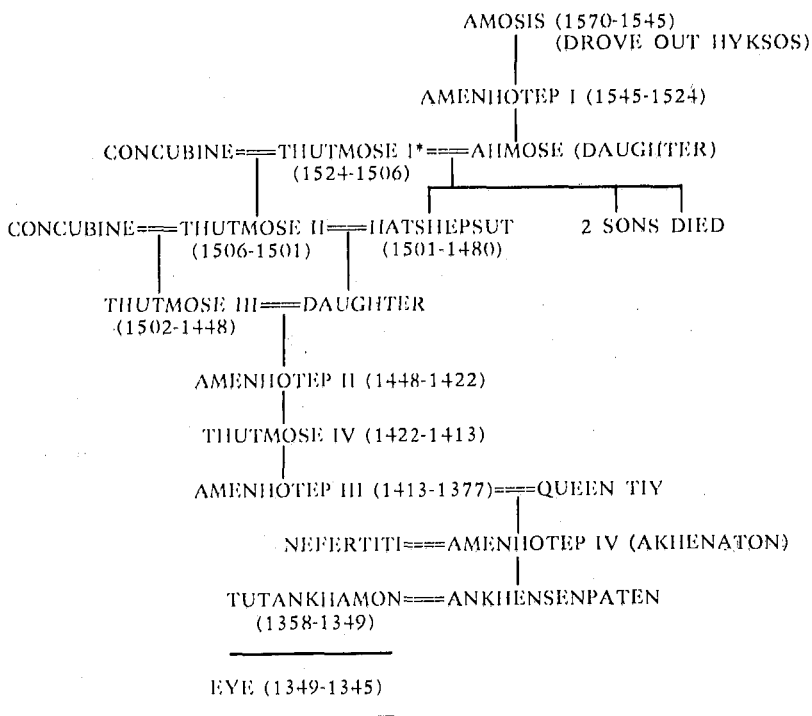 AMOSIS (1570-1545)
(DROVE OUT HYKSOS)
AMENHOTEP I (1545-1524)
CONCUBINE====THUTMOSE I*====AHMOSE (DAUGHTER)
(1524-1506)
CONCUBINE====THUTMOSE II====HATSHEPSUT 2 SONS DIED
(1506-1501) (1501-1480)
THUTMOSE III====DAUGHTER
(1502-1448)
AMENHOTEP II (1448-1422)
THUTMOSE IV (1422-1413)
AMENHOTEP III (1413-1377)====QUEEN TIY
NEFERTITI====AMENHOTEP IV (AKHENATON)
TUTANKHAMON====ANKHENSENPATEN
(1358-1349)
EYE (1349-1345)